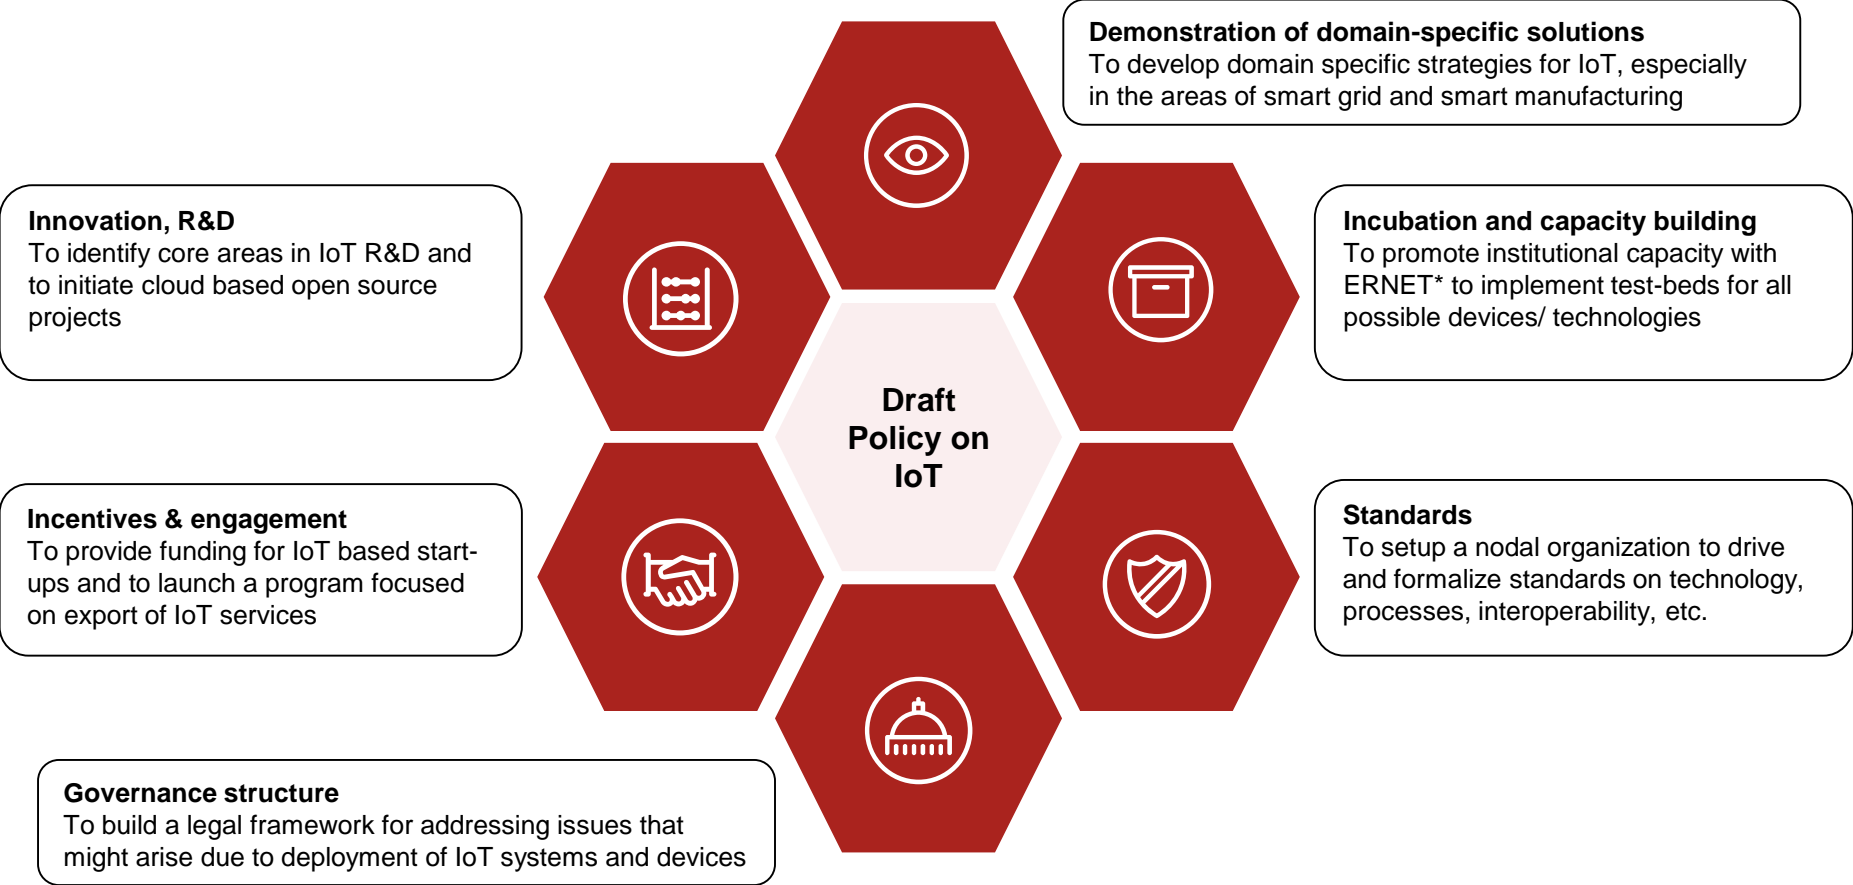 Demonstration of domain-specific solutions
To develop domain specific strategies for IoT, especially
in the areas of smart grid and smart manufacturing
Innovation, R&D
To identify core areas in IoT R&D and
to initiate cloud based open source
projects
Incubation and capacity building
To promote institutional capacity with
ERNET* to implement test-beds for all
possible devices/ technologies
Draft
Policy on
IoT
Incentives & engagement
To provide funding for IoT based start-
ups and to launch a program focused
on export of IoT services
Standards
To setup a nodal organization to drive
and formalize standards on technology,
processes, interoperability, etc.
Governance structure
To build a legal framework for addressing issues that
might arise due to deployment of IoT systems and devices